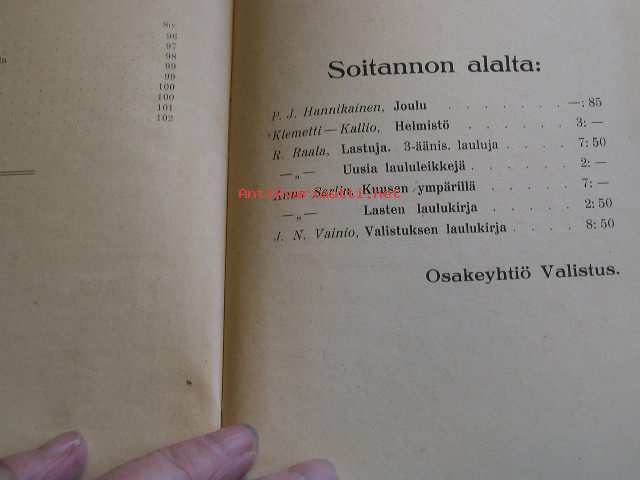 Siv
96
97
98
99
99
100
100
101
102
Soitannon alalta:
P. J. Hannikainen, Joulu . . . . . . . —: 85
Klemetti—Kallio, Helmistö . . . . . . 3: —
R. Raala, Lastuja. 3-äänis. lauluja . . . 7: 50
—„— Uusia laululeikkejä . . . . . 2: —
Anna Sarlin, Kuusen ympärillä . . . . 7: —
—„— Lasten laulukirja . . . . 2: 50
J. N. Vainio, Valistuksen laulukirja . . . . 8: 50
Osakeyhtiö Valistus.